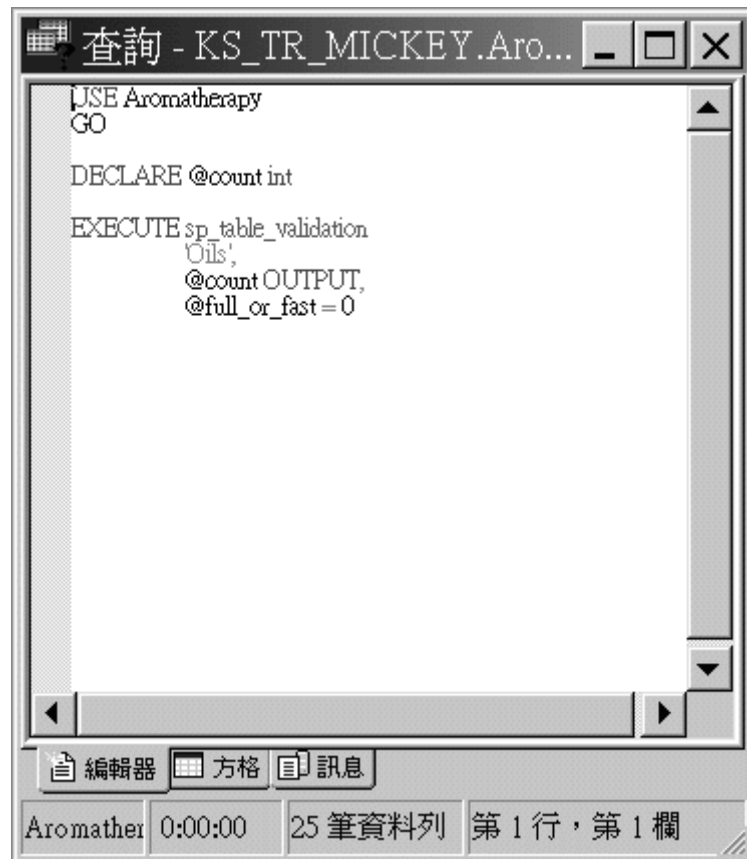 查詢 - KS_TR_MICKEY.Aro...
USE Aromatherapy
GO
DECLARE @count int
EXECUTE sp_table_validation
'Oils',
@count OUTPUT,
@full_or_fast = 0
編輯器 方格 訊息
Aromather 0:00:00 25 筆資料列 第 1 行，第 1 欄